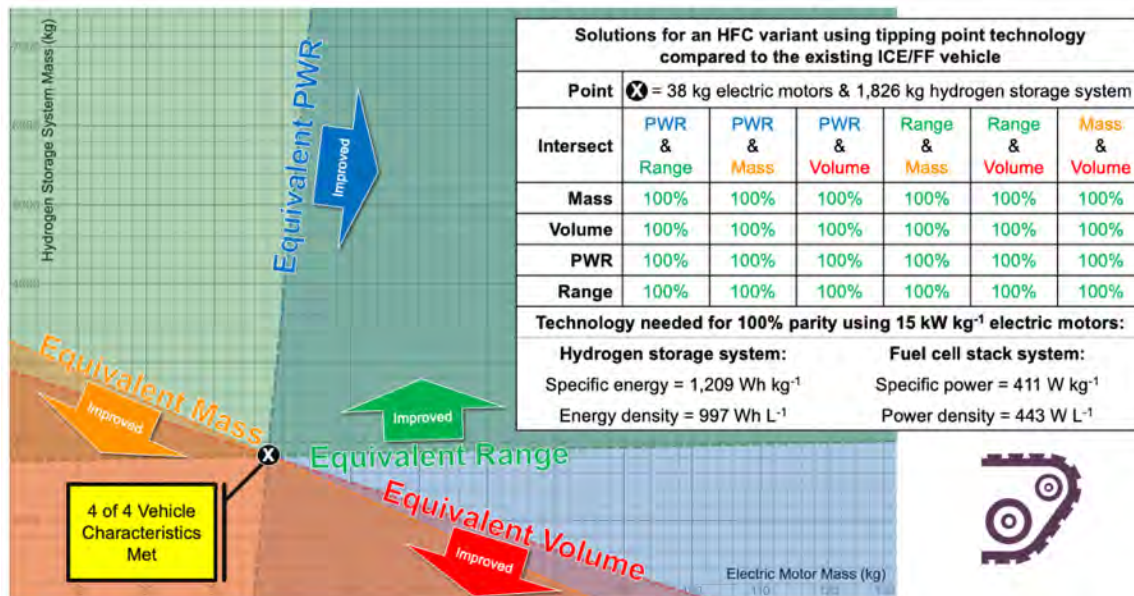 Hydrogen Storage System Mass (kg)
Equivalent PWR
Improved
Equivalent Mass
Improved
Improved
Equivalent Range
Equivalent Volume
Improved
4 of 4 Vehicle
Characteristics
Met
X
Electric Motor Mass (kg)
110
120
Solutions for an HFC variant using tipping point technology
compared to the existing ICE/FF vehicle
Point X = 38 kg electric motors & 1,826 kg hydrogen storage system
Intersect PWR & Range PWR & Mass PWR & Volume Range & Mass Range & Volume Mass & Volume
Mass 100% 100% 100% 100% 100% 100%
Volume 100% 100% 100% 100% 100% 100%
PWR 100% 100% 100% 100% 100% 100%
Range 100% 100% 100% 100% 100% 100%
Technology needed for 100% parity using 15 kW kg⁻¹ electric motors:
Hydrogen storage system: Fuel cell stack system:
Specific energy = 1,209 Wh kg⁻¹ Specific power = 411 W kg⁻¹
Energy density = 997 Wh L⁻¹ Power density = 443 W L⁻¹